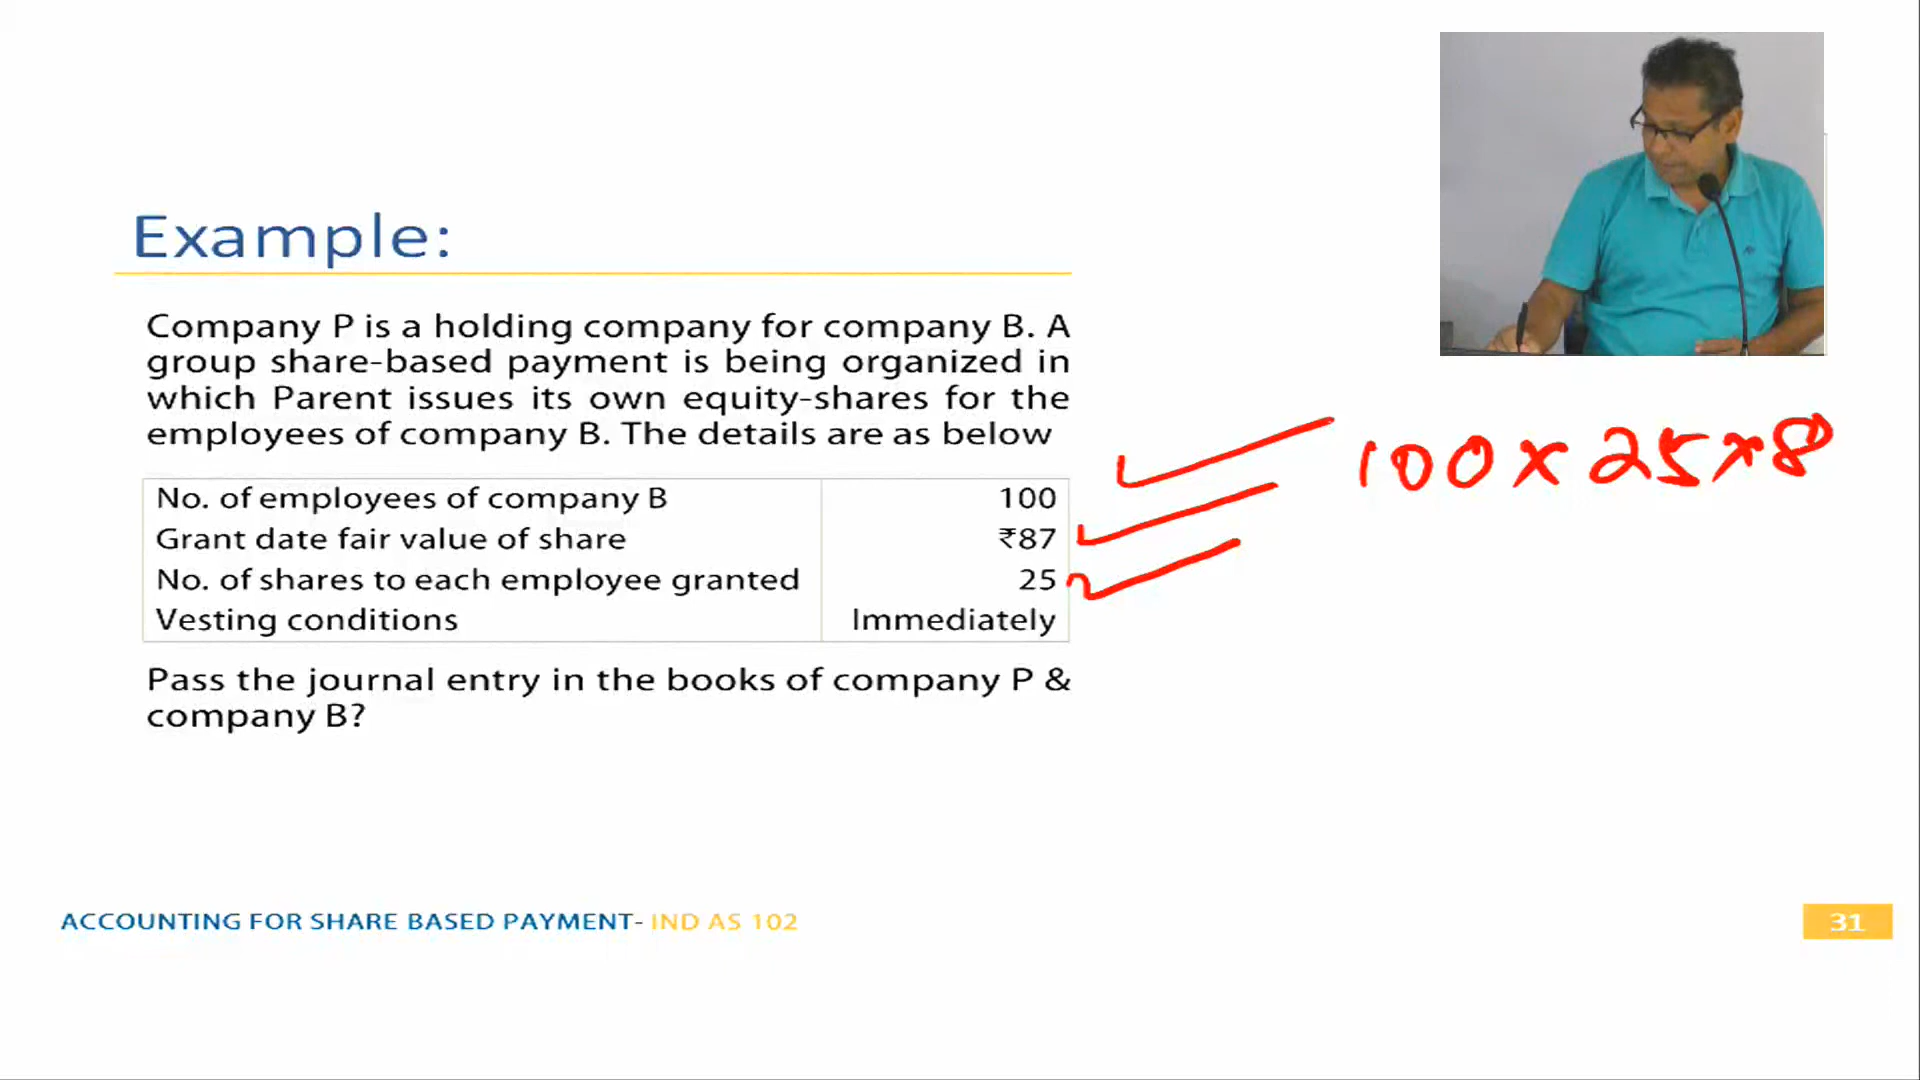 Example:
Company P is a holding company for company B. A
group share-based payment is being organized in
which Parent issues its own equity-shares for the
employees of company B. The details are as below
No. of employees of company B 100
Grant date fair value of share ₹87
No. of shares to each employee granted 25
Vesting conditions Immediately
100 x 25 x 8
Pass the journal entry in the books of company P &
company B?
ACCOUNTING FOR SHARE BASED PAYMENT- IND AS 102
31